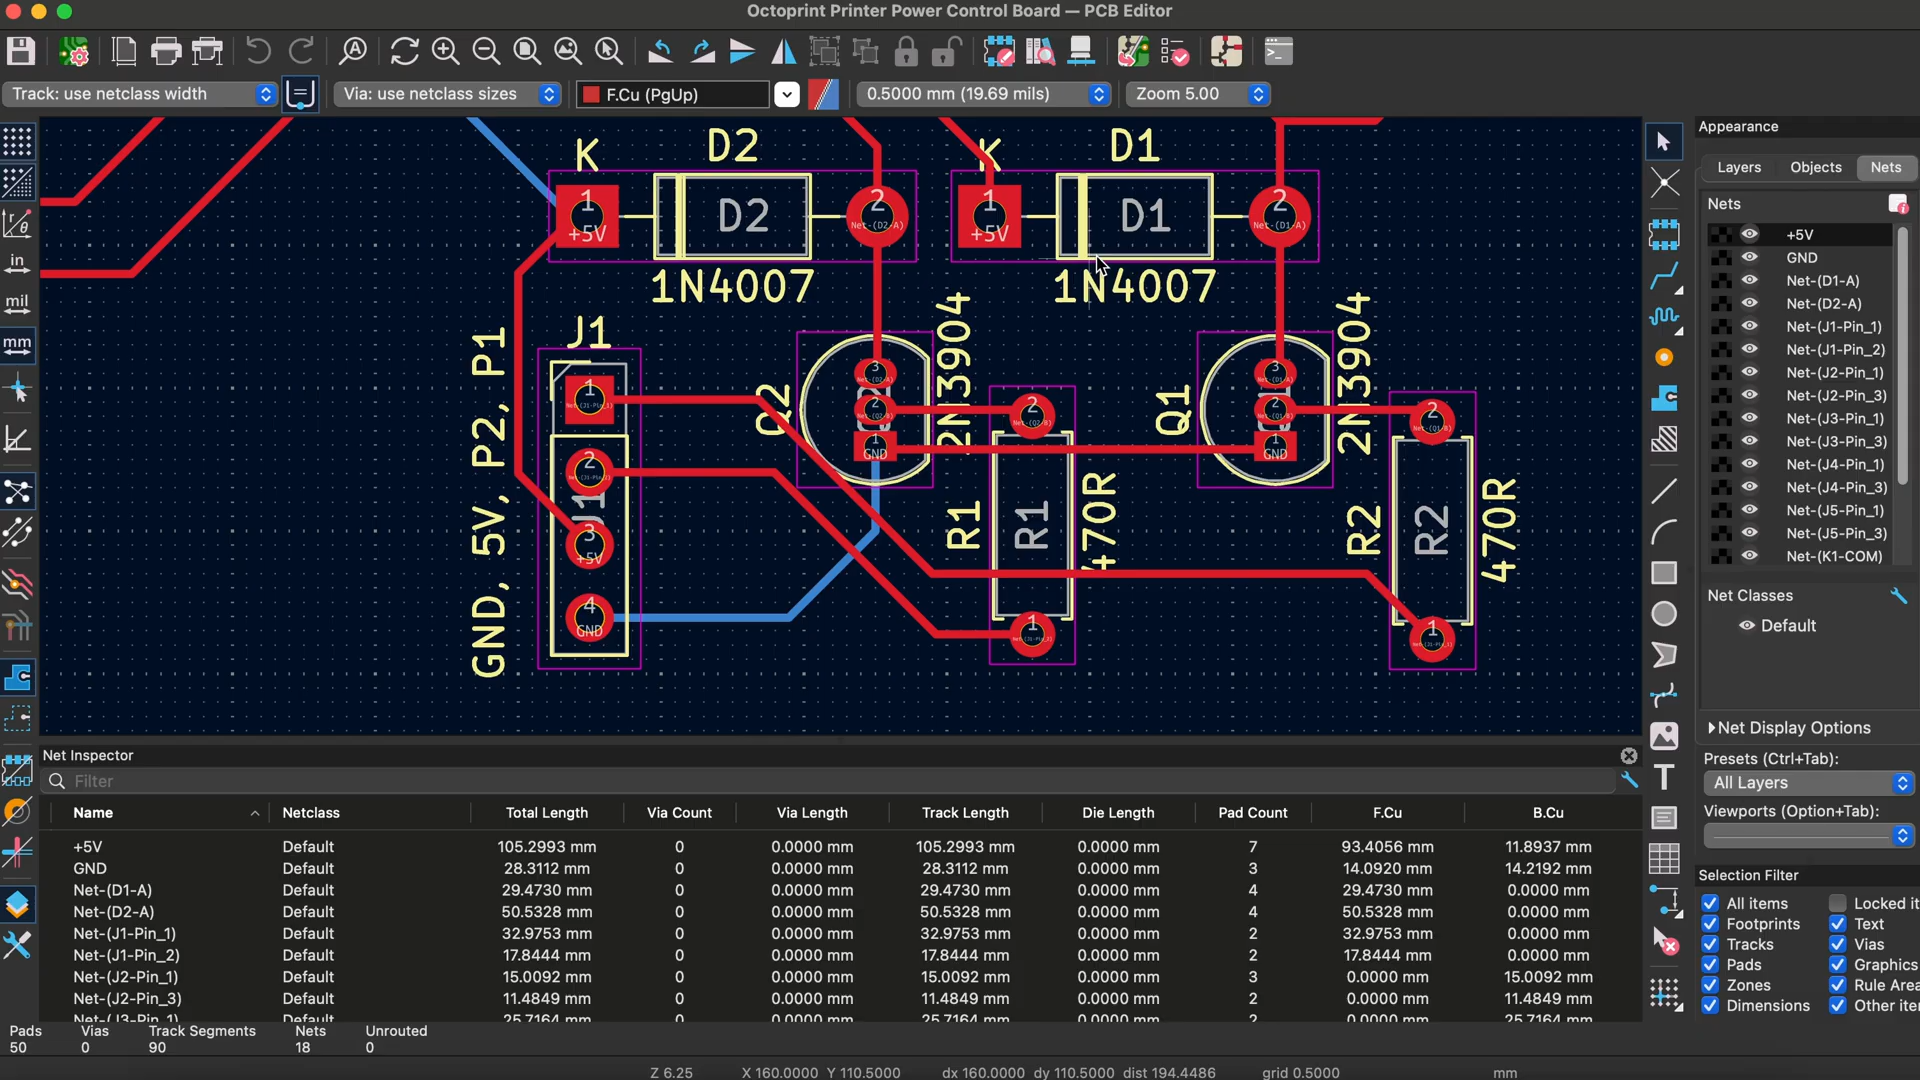 Octoprint Printer Power Control Board — PCB Editor
Track: use netclass width
Via: use netclass sizes
F.Cu (PgUp)
0.5000 mm (19.69 mils)
Zoom 5.00
in
mil
mm
K
D2
K
D1
1
+5V
D2
2
Net-(D2-A)
1
+5V
D1
2
Net-(D1-A)
1N4007
1N4007
J1
GND, 5V, P2, P1
1
2
J1
3
+5V
4
GND
Q2
3
2
1
GND
2N3904
2
R1
R1
470R
1
Q1
3
2
1
GND
2N3904
2
R2
R2
470R
1
Appearance
Layers
Objects
Nets
Nets
+5V
GND
Net-(D1-A)
Net-(D2-A)
Net-(J1-Pin_1)
Net-(J1-Pin_2)
Net-(J2-Pin_1)
Net-(J2-Pin_3)
Net-(J3-Pin_1)
Net-(J3-Pin_3)
Net-(J4-Pin_1)
Net-(J4-Pin_3)
Net-(J5-Pin_1)
Net-(J5-Pin_3)
Net-(K1-COM)
Net Classes
Default
Net Display Options
Presets (Ctrl+Tab):
All Layers
Viewports (Option+Tab):
Selection Filter
All items
Locked it
Footprints
Text
Tracks
Vias
Pads
Graphics
Zones
Rule Area
Dimensions
Other iter
Net Inspector
Filter
Name Netclass Total Length Via Count Via Length Track Length Die Length Pad Count F.Cu B.Cu
+5V Default 105.2993 mm 0 0.0000 mm 105.2993 mm 0.0000 mm 7 93.4056 mm 11.8937 mm
GND Default 28.3112 mm 0 0.0000 mm 28.3112 mm 0.0000 mm 3 14.0920 mm 14.2192 mm
Net-(D1-A) Default 29.4730 mm 0 0.0000 mm 29.4730 mm 0.0000 mm 4 29.4730 mm 0.0000 mm
Net-(D2-A) Default 50.5328 mm 0 0.0000 mm 50.5328 mm 0.0000 mm 4 50.5328 mm 0.0000 mm
Net-(J1-Pin_1) Default 32.9753 mm 0 0.0000 mm 32.9753 mm 0.0000 mm 2 32.9753 mm 0.0000 mm
Net-(J1-Pin_2) Default 17.8444 mm 0 0.0000 mm 17.8444 mm 0.0000 mm 2 17.8444 mm 0.0000 mm
Net-(J2-Pin_1) Default 15.0092 mm 0 0.0000 mm 15.0092 mm 0.0000 mm 3 0.0000 mm 15.0092 mm
Net-(J2-Pin_3) Default 11.4849 mm 0 0.0000 mm 11.4849 mm 0.0000 mm 2 0.0000 mm 11.4849 mm
Net-(J3-Pin_1) Default 25.7164 mm 0 0.0000 mm 25.7164 mm 0.0000 mm 2 0.0000 mm 25.7164 mm
Pads Vias Track Segments Nets Unrouted
50 0 90 18 0
Z 6.25 X 160.0000 Y 110.5000 dx 160.0000 dy 110.5000 dist 194.4486 grid 0.5000 mm